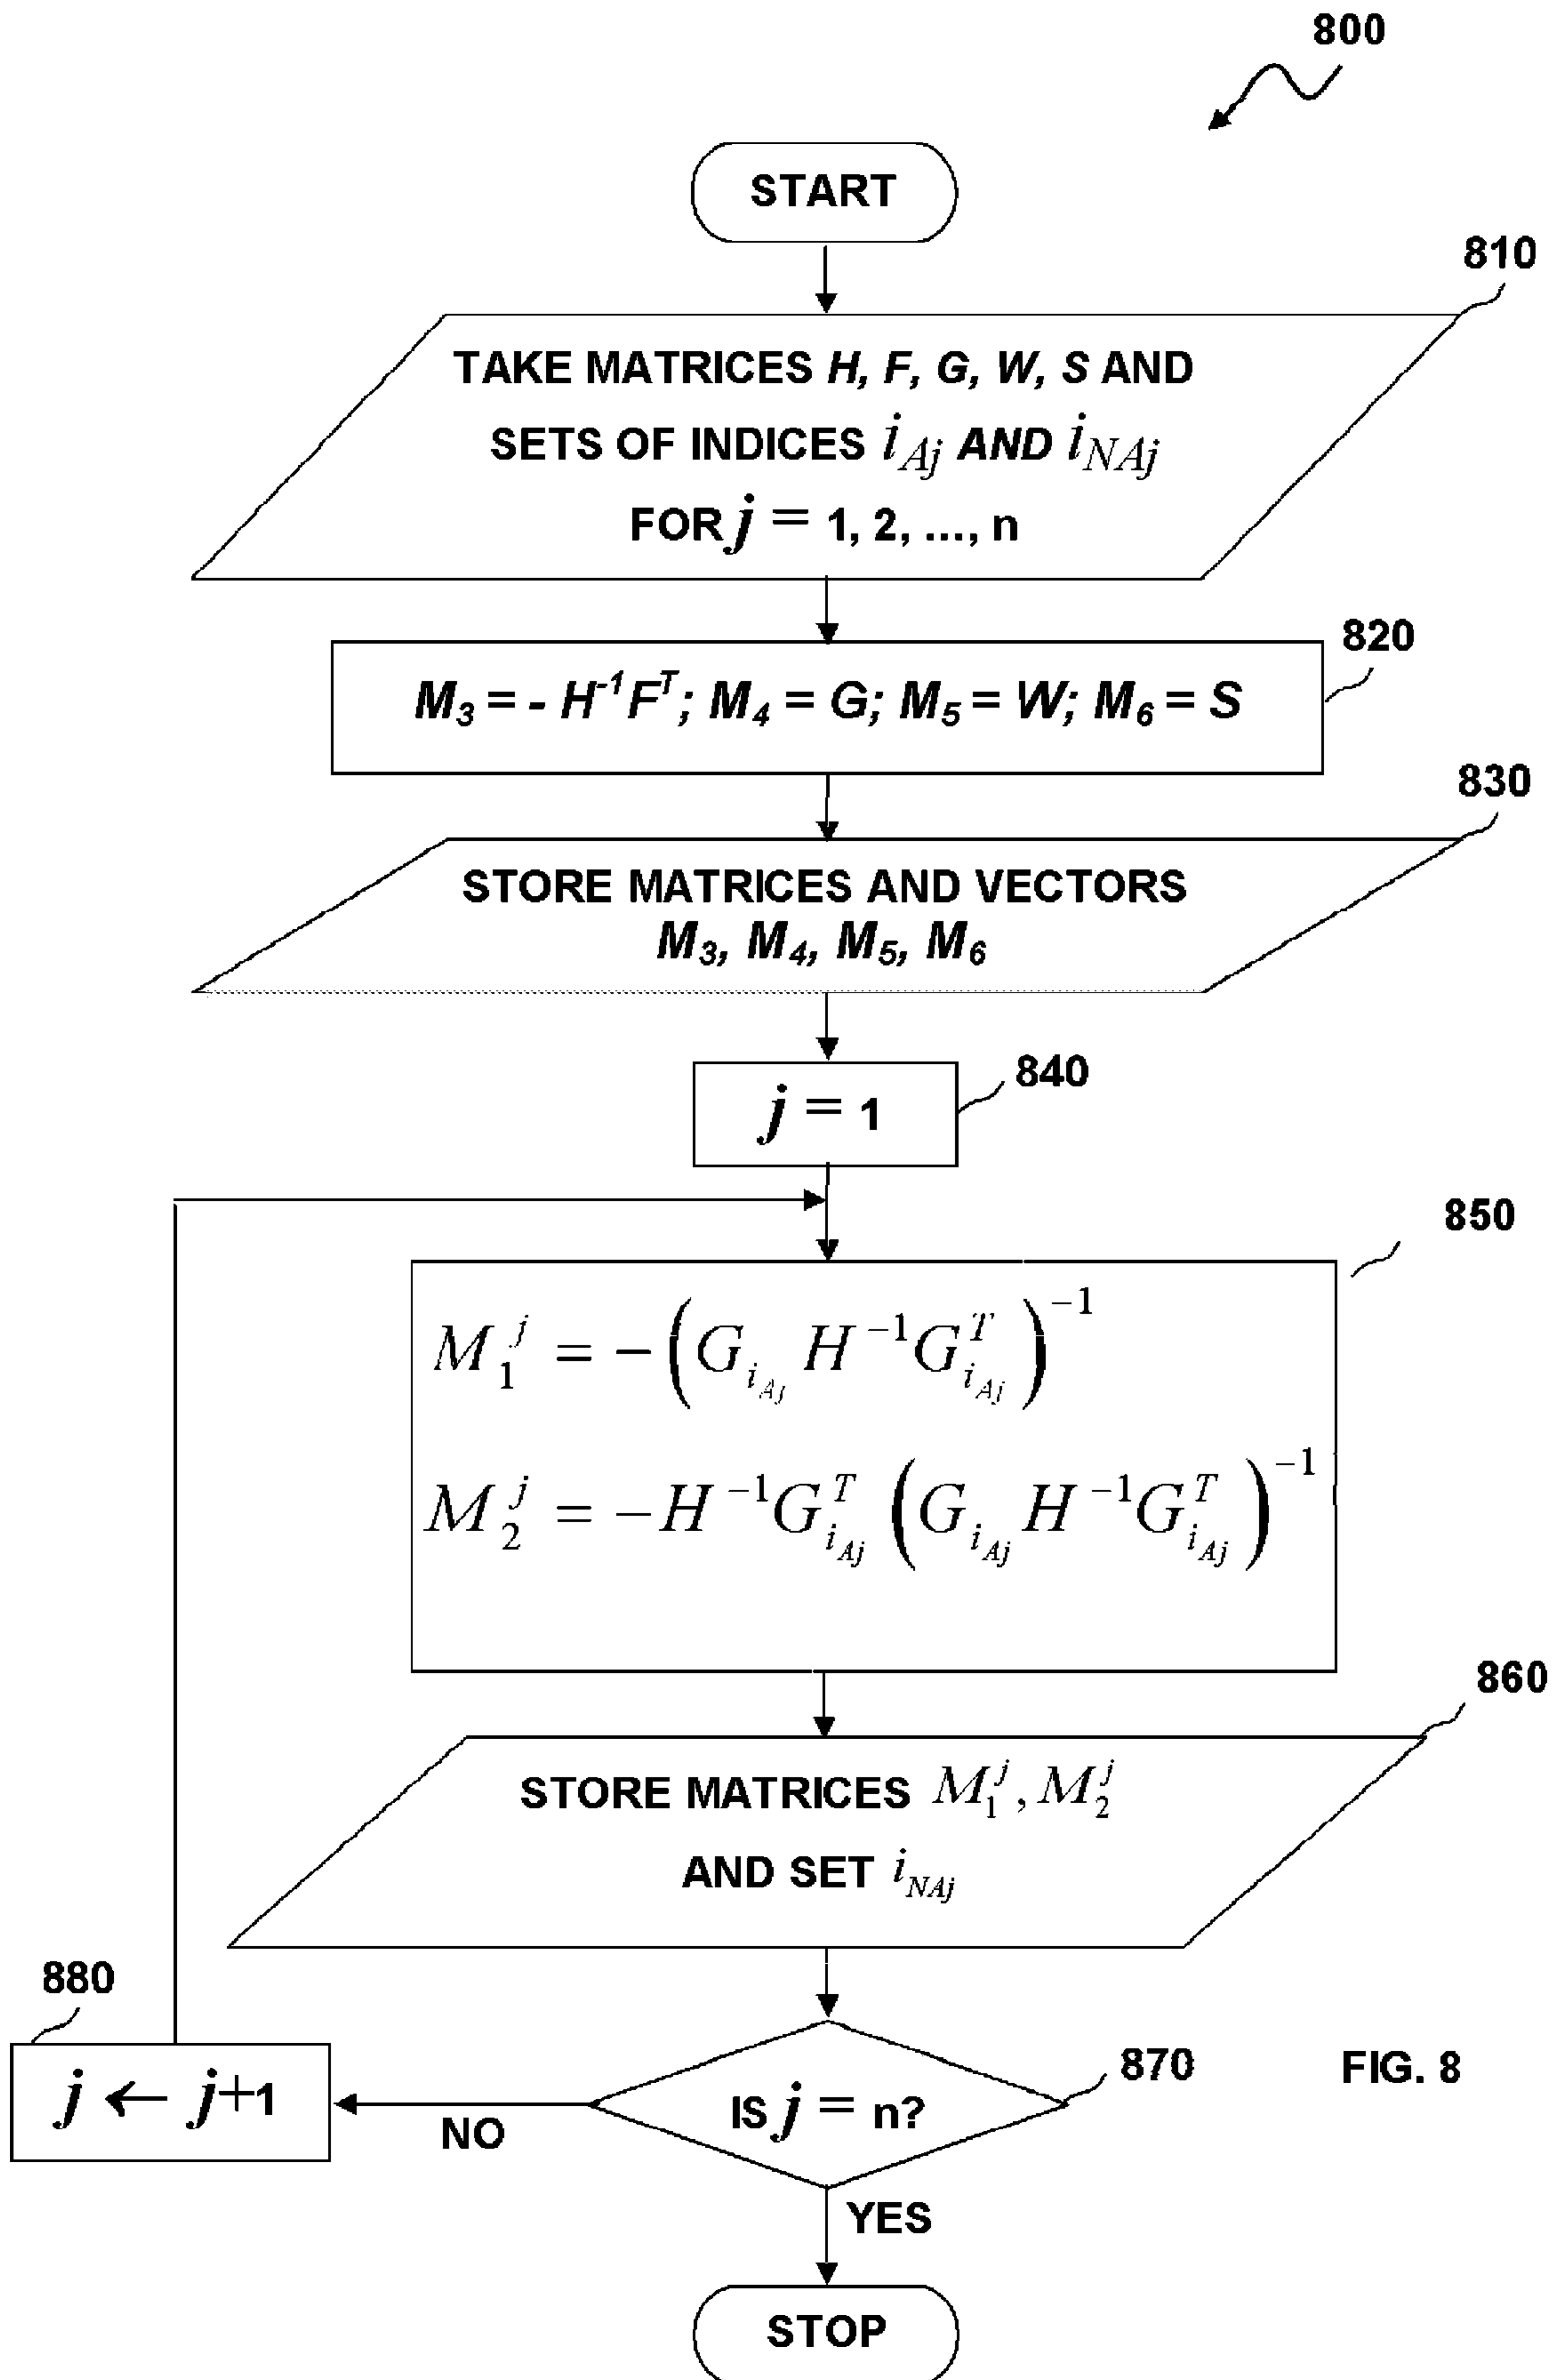 800
START
810
TAKE MATRICES H, F, G, W, S AND
SETS OF INDICES i_{Aj} AND i_{NAj}
FOR j = 1, 2, ..., n
820
M_3 = - H^{-1}F^T; M_4 = G; M_5 = W; M_6 = S
830
STORE MATRICES AND VECTORS
M_3, M_4, M_5, M_6
840
j = 1
850
M_1^j = -(G_{i_{Aj}} H^{-1} G_{i_{Aj}}^T)^{-1}
M_2^j = -H^{-1} G_{i_{Aj}}^T (G_{i_{Aj}} H^{-1} G_{i_{Aj}}^T)^{-1}
860
STORE MATRICES M_1^j, M_2^j
AND SET i_{NAj}
880
j ← j+1
NO
870
IS j = n?
FIG. 8
YES
STOP